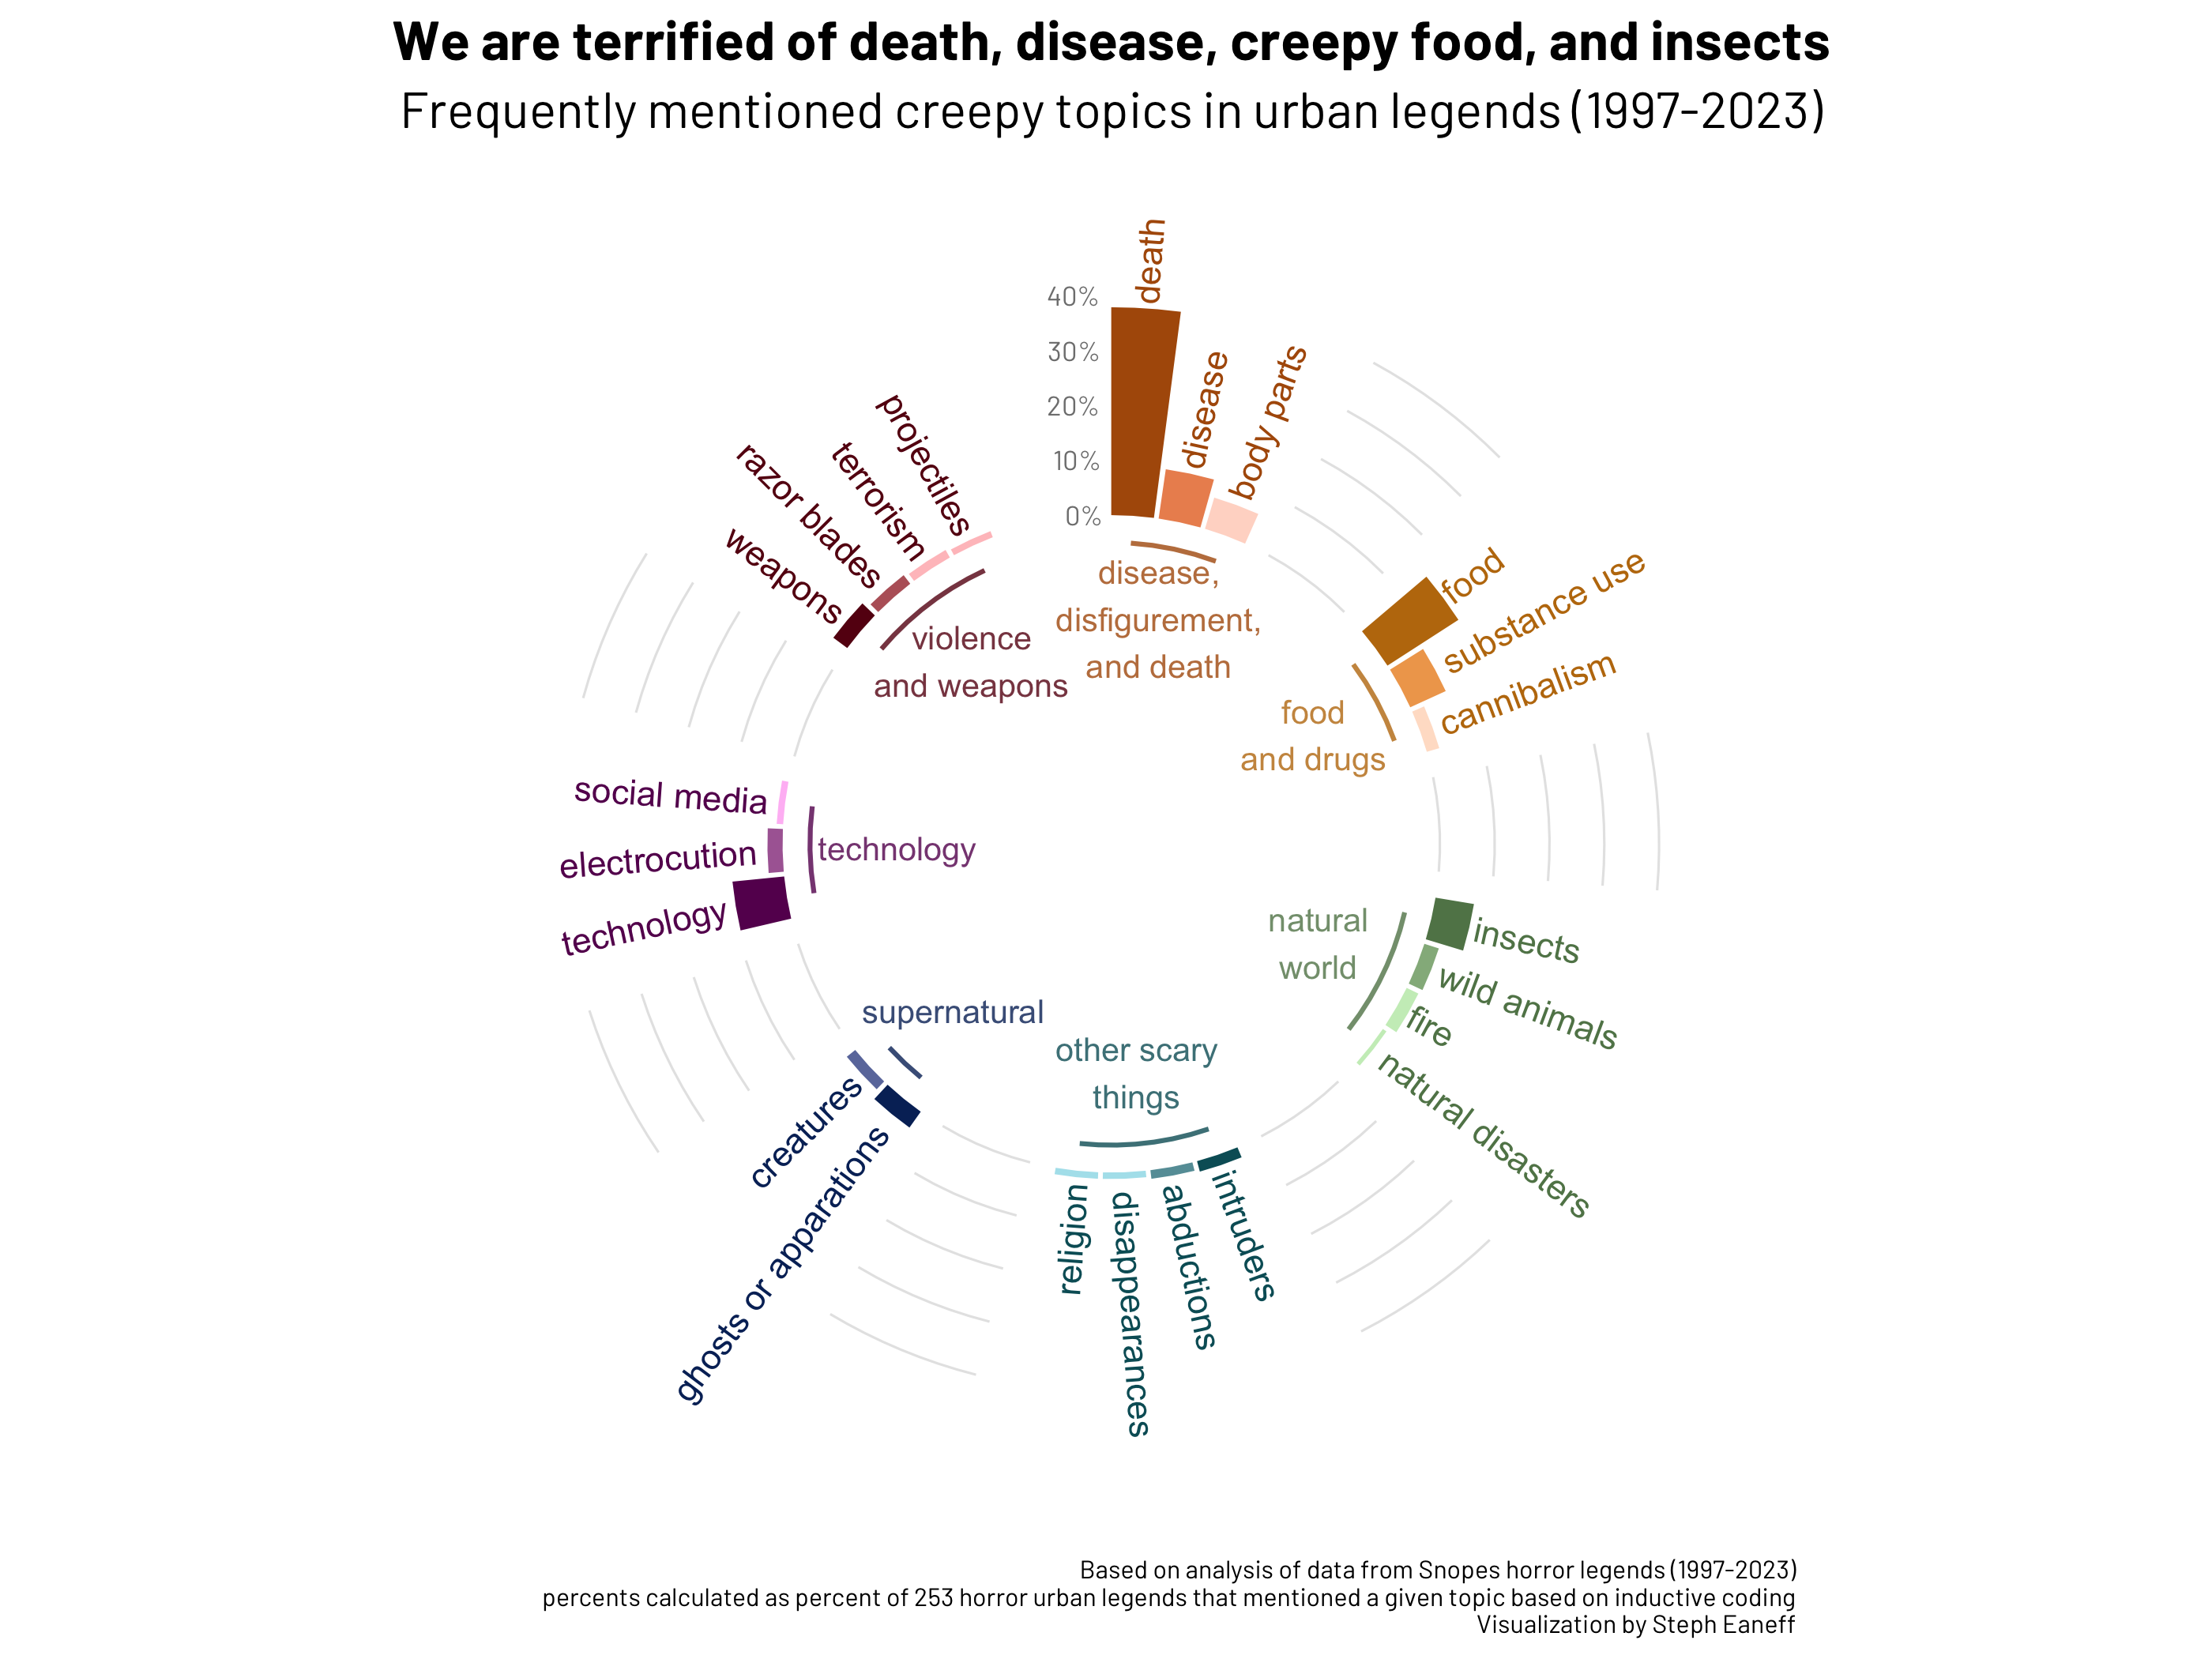 We are terrified of death, disease, creepy food, and insects
Frequently mentioned creepy topics in urban legends (1997-2023)
40%
30%
20%
10%
0%
death
disease
body parts
disease,
disfigurement,
and death
food
substance use
cannibalism
food
and drugs
insects
wild animals
fire
natural disasters
natural
world
intruders
abductions
disappearances
religion
other scary
things
ghosts or apparations
creatures
supernatural
technology
electrocution
social media
technology
weapons
razor blades
terrorism
projectiles
violence
and weapons
Based on analysis of data from Snopes horror legends (1997-2023)
percents calculated as percent of 253 horror urban legends that mentioned a given topic based on inductive coding
Visualization by Steph Eaneff